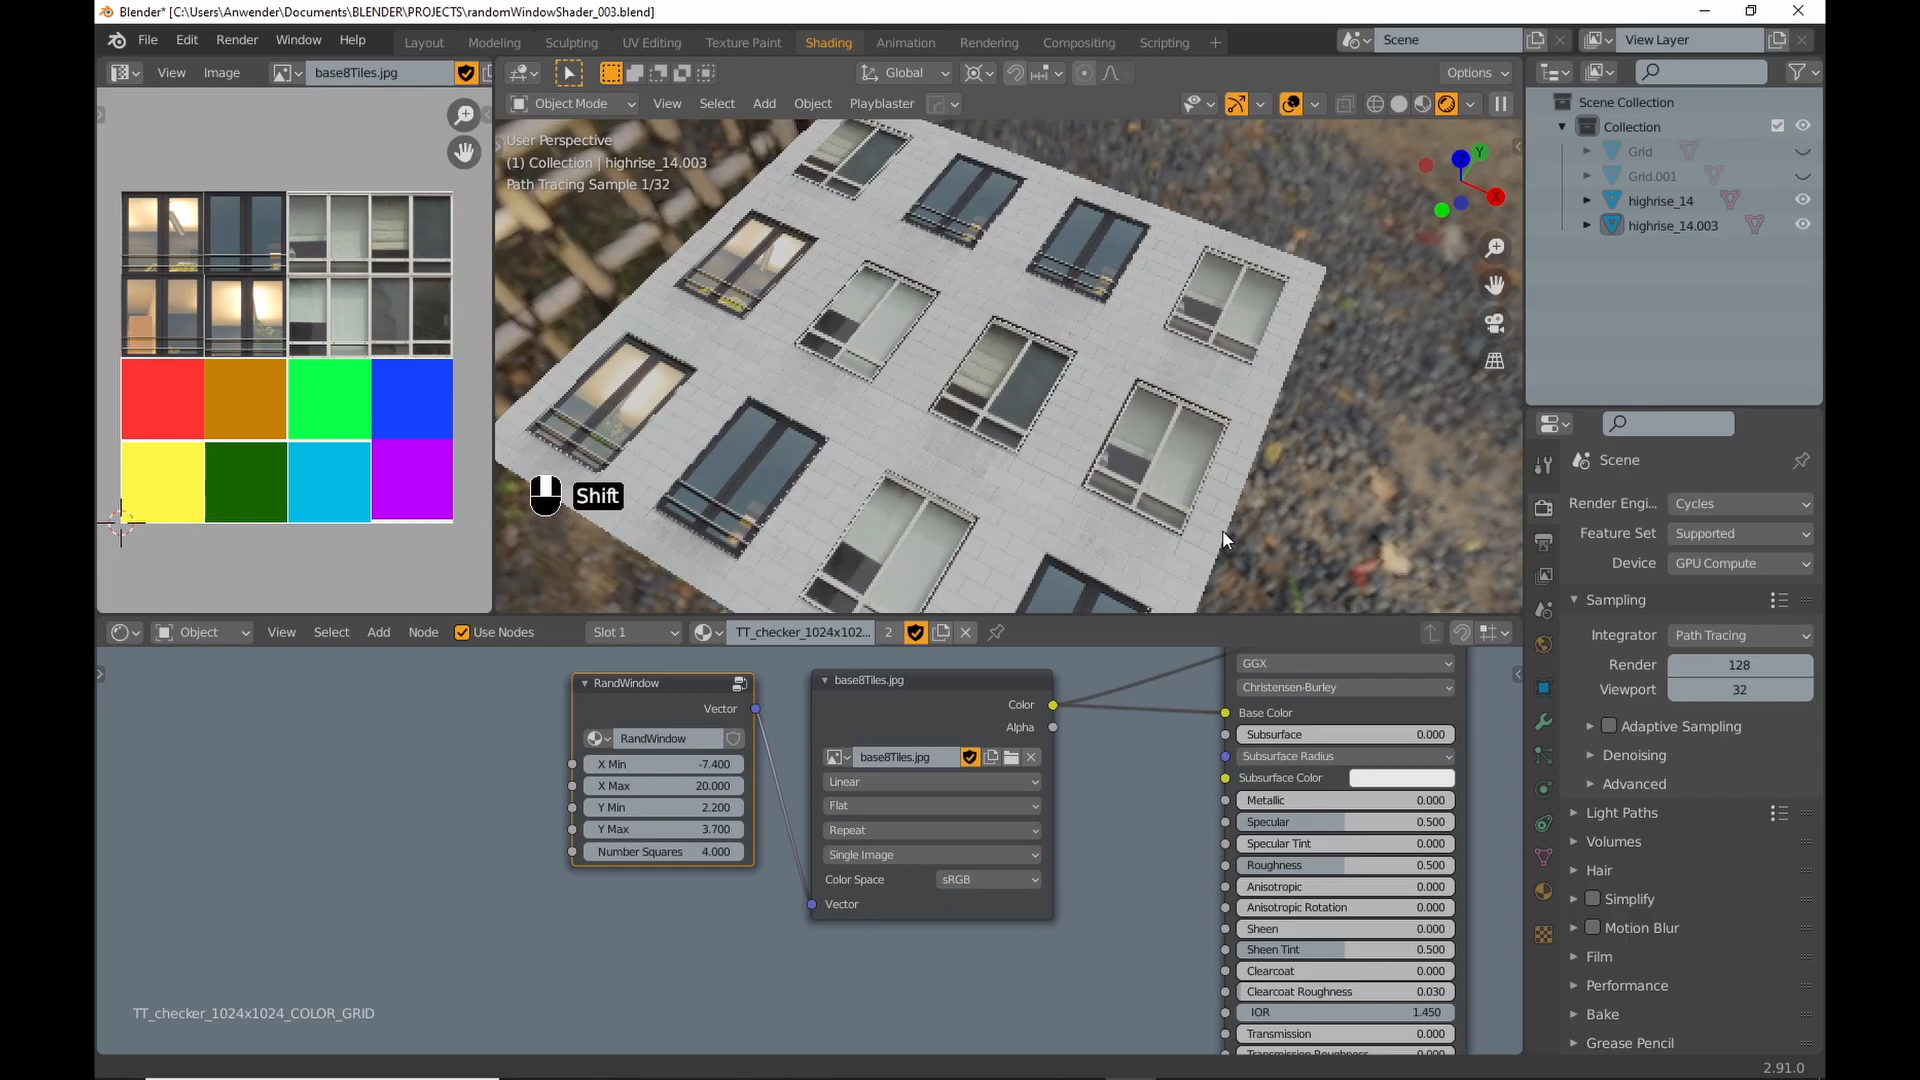 Blender* [C:\Users\Anwender\Documents\BLENDER\PROJECTS\randomWindowShader_003.blend]
File Edit Render Window Help Layout Modeling Sculpting UV Editing Texture Paint Shading Animation Rendering Compositing Scripting Scene View Layer
View Image base8Tiles.jpg Global Options
Object Mode View Select Add Object Playblaster
Scene Collection
Collection
Grid
Grid.001
highrise_14
highrise_14.003
User Perspective
(1) Collection | highrise_14.003
Path Tracing Sample 1/32
Z
Y
X
Shift
Scene
Render Engi... Cycles
Feature Set Supported
Device GPU Compute
Sampling
Integrator Path Tracing
Render 128
Viewport 32
Adaptive Sampling
Denoising
Advanced
Light Paths
Volumes
Hair
Simplify
Motion Blur
Film
Performance
Bake
Grease Pencil
Object View Select Add Node Use Nodes Slot 1 TT_checker_1024x102... 2
RandWindow
Vector
RandWindow
X Min -7.400
X Max 20.000
Y Min 2.200
Y Max 3.700
Number Squares 4.000
base8Tiles.jpg
Color
Alpha
base8Tiles.jpg
Linear
Flat
Repeat
Single Image
Color Space sRGB
Vector
GGX
Christensen-Burley
Base Color
Subsurface 0.000
Subsurface Radius
Subsurface Color
Metallic 0.000
Specular 0.500
Specular Tint 0.000
Roughness 0.500
Anisotropic 0.000
Anisotropic Rotation 0.000
Sheen 0.000
Sheen Tint 0.500
Clearcoat 0.000
Clearcoat Roughness 0.030
IOR 1.450
Transmission 0.000
Transmission Roughness 0.000
TT_checker_1024x1024_COLOR_GRID
2.91.0